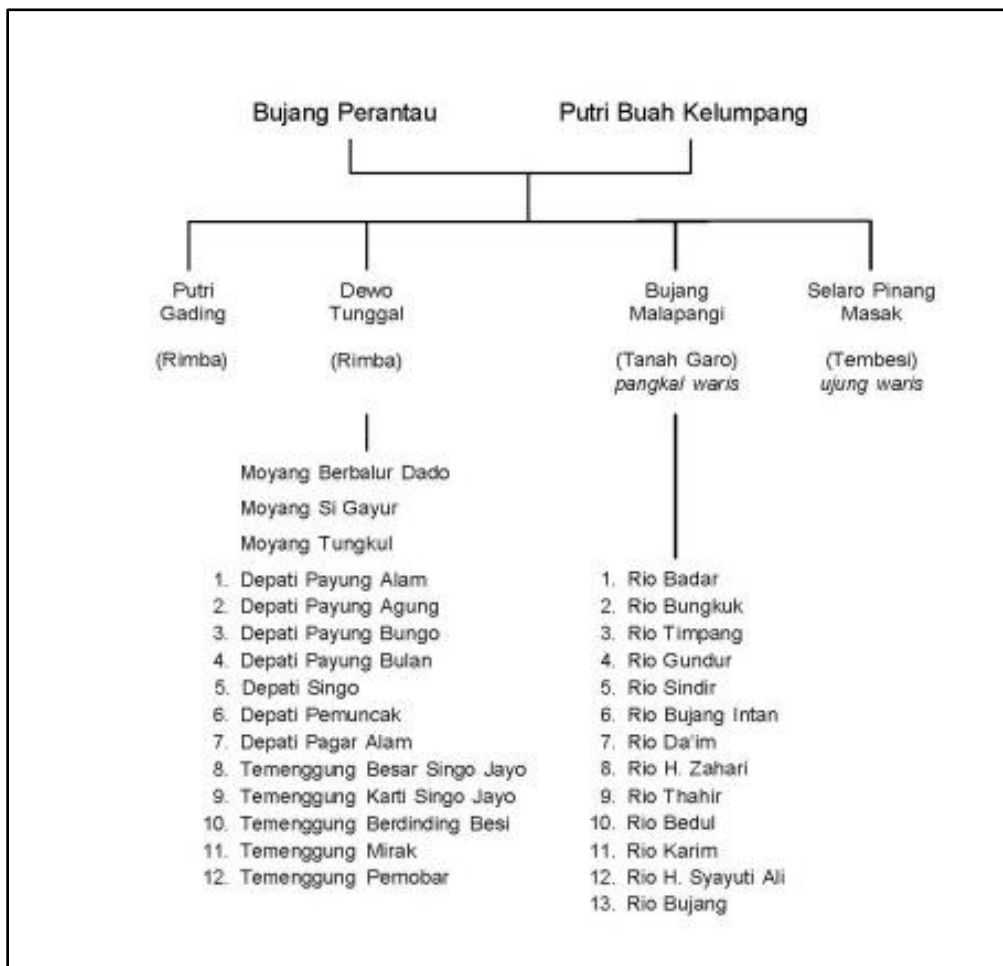 Bujang Perantau
Putri Buah Kelumpang
Putri
Gading
(Rimba)
Dewo
Tunggal
(Rimba)
Bujang
Malapangi
(Tanah Garo)
pangkal waris
Selaro Pinang
Masak
(Tembesi)
ujung waris
Moyang Berbalur Dado
Moyang Si Gayur
Moyang Tungkul
1. Depati Payung Alam
2. Depati Payung Agung
3. Depati Payung Bungo
4. Depati Payung Bulan
5. Depati Singo
6. Depati Pemuncak
7. Depati Pagar Alam
8. Temenggung Besar Singo Jayo
9. Temenggung Karti Singo Jayo
10. Temenggung Berdinding Besi
11. Temenggung Mirak
12. Temenggung Pemobar
1. Rio Badar
2. Rio Bungkuk
3. Rio Timpang
4. Rio Gundur
5. Rio Sindir
6. Rio Bujang Intan
7. Rio Da'im
8. Rio H. Zahari
9. Rio Thahir
10. Rio Bedul
11. Rio Karim
12. Rio H. Syayuti Ali
13. Rio Bujang